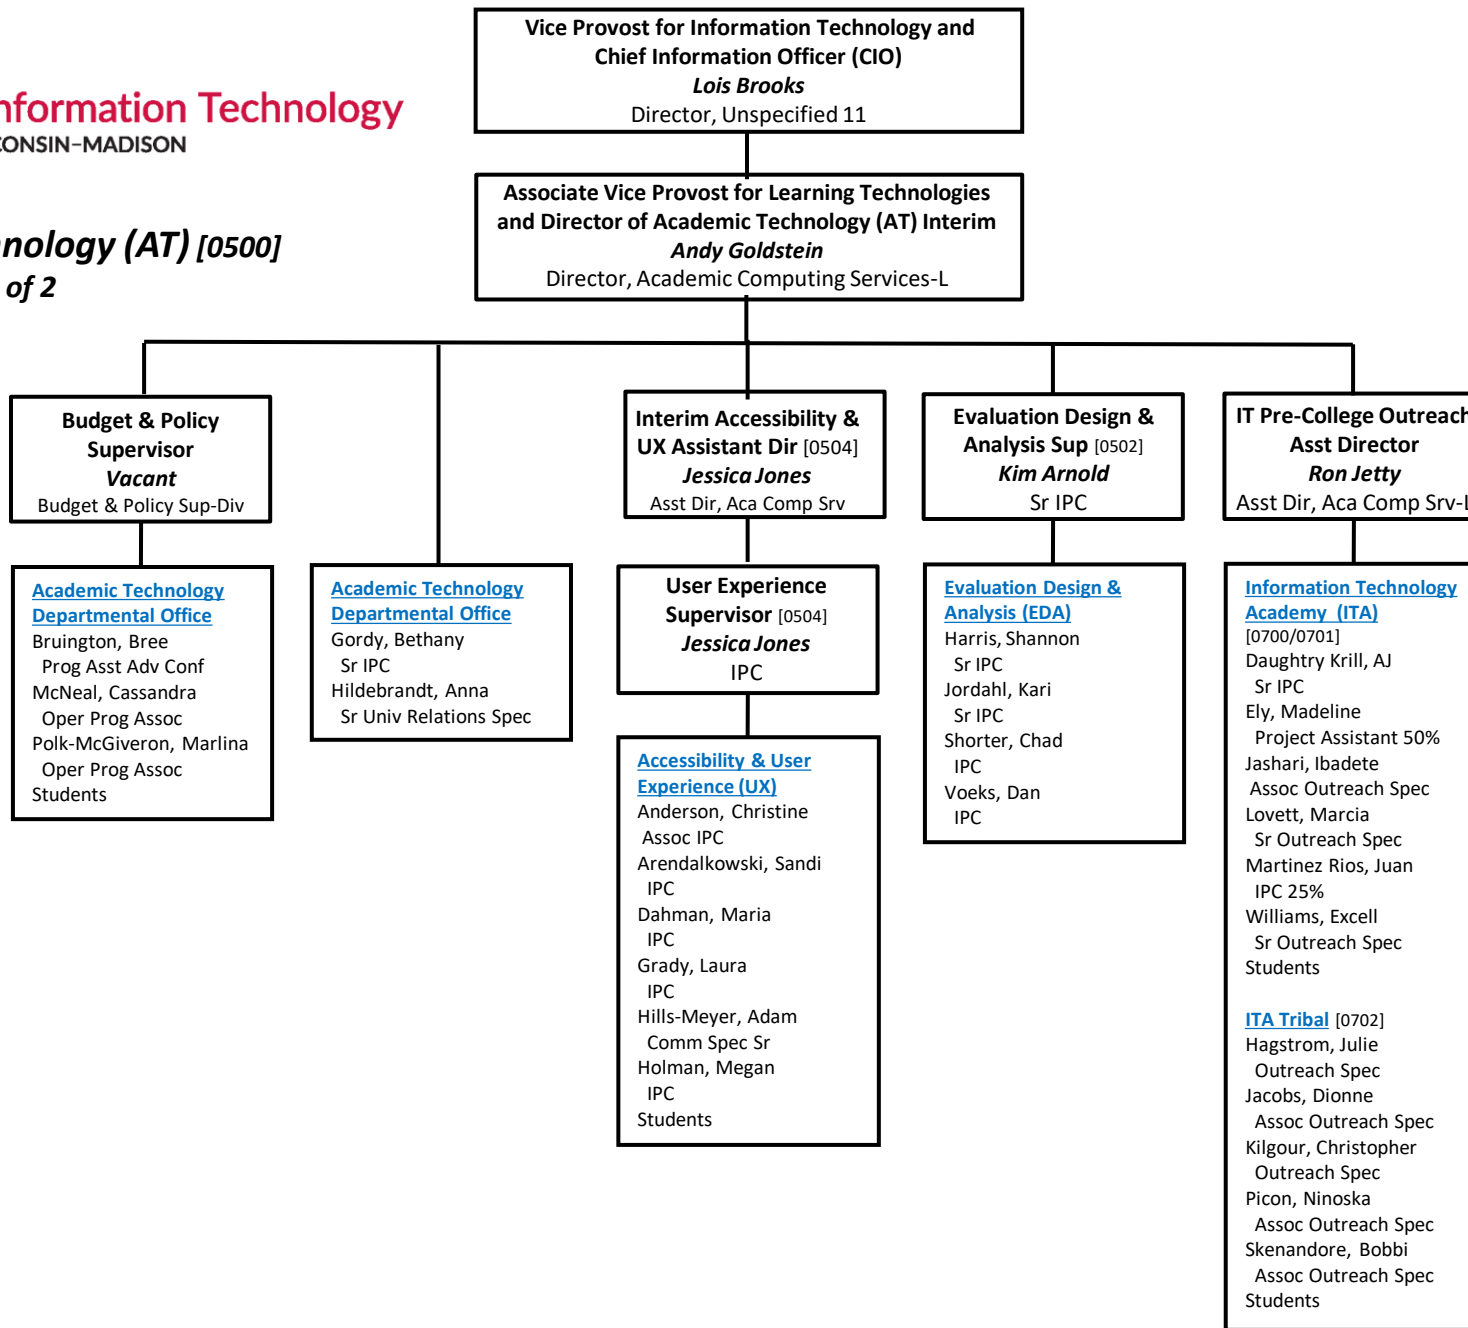 Vice Provost for Information Technology and
Chief Information Officer (CIO)
Lois Brooks
Director, Unspecified 11
nformation Technology
CONSIN–MADISON
Associate Vice Provost for Learning Technologies
and Director of Academic Technology (AT) Interim
Andy Goldstein
Director, Academic Computing Services-L
nology (AT) [0500]
of 2
Budget & Policy
Supervisor
Vacant
Budget & Policy Sup-Div
Academic Technology
Departmental Office
Bruington, Bree
Prog Asst Adv Conf
McNeal, Cassandra
Oper Prog Assoc
Polk-McGiveron, Marlina
Oper Prog Assoc
Students
Academic Technology
Departmental Office
Gordy, Bethany
Sr IPC
Hildebrandt, Anna
Sr Univ Relations Spec
Interim Accessibility &
UX Assistant Dir [0504]
Jessica Jones
Asst Dir, Aca Comp Srv
User Experience
Supervisor [0504]
Jessica Jones
IPC
Accessibility & User
Experience (UX)
Anderson, Christine
Assoc IPC
Arendalkowski, Sandi
IPC
Dahman, Maria
IPC
Grady, Laura
IPC
Hills-Meyer, Adam
Comm Spec Sr
Holman, Megan
IPC
Students
Evaluation Design &
Analysis Sup [0502]
Kim Arnold
Sr IPC
Evaluation Design &
Analysis (EDA)
Harris, Shannon
Sr IPC
Jordahl, Kari
Sr IPC
Shorter, Chad
IPC
Voeks, Dan
IPC
IT Pre-College Outreach
Asst Director
Ron Jetty
Asst Dir, Aca Comp Srv-L
Information Technology
Academy (ITA)
[0700/0701]
Daughtry Krill, AJ
Sr IPC
Ely, Madeline
Project Assistant 50%
Jashari, Ibadete
Assoc Outreach Spec
Lovett, Marcia
Sr Outreach Spec
Martinez Rios, Juan
IPC 25%
Williams, Excell
Sr Outreach Spec
Students
ITA Tribal [0702]
Hagstrom, Julie
Outreach Spec
Jacobs, Dionne
Assoc Outreach Spec
Kilgour, Christopher
Outreach Spec
Picon, Ninoska
Assoc Outreach Spec
Skenandore, Bobbi
Assoc Outreach Spec
Students